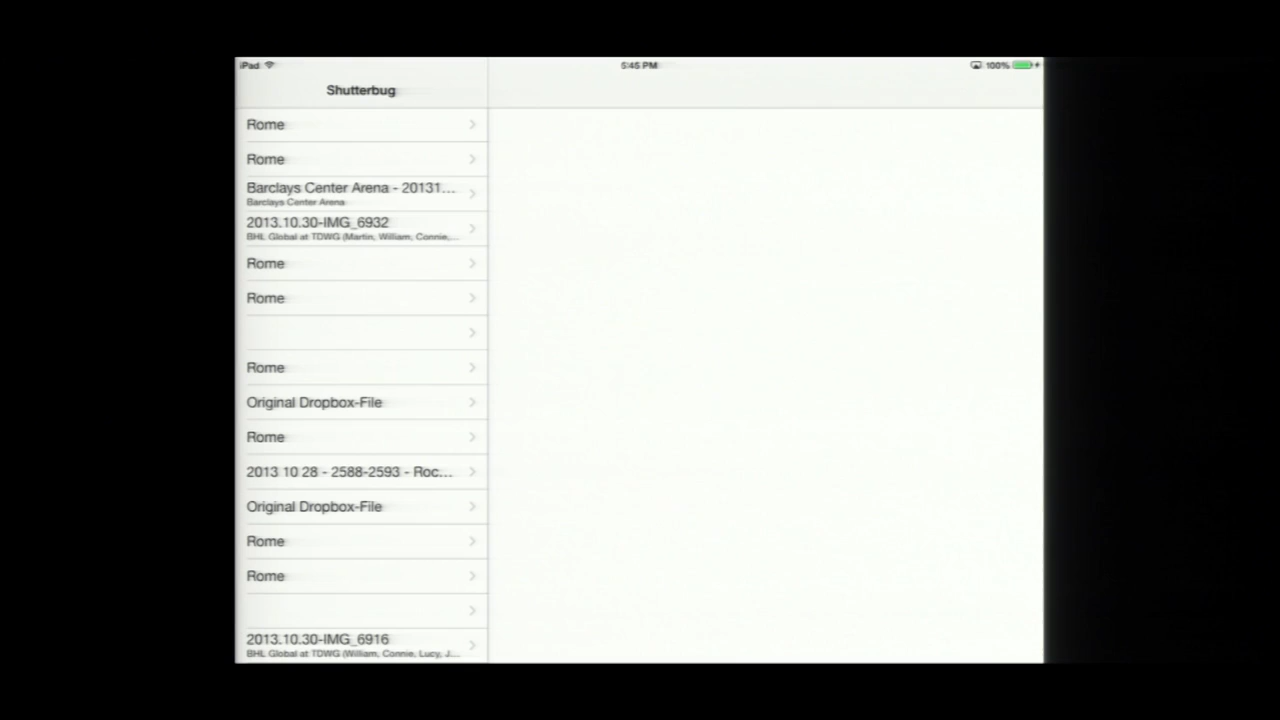 iPad 5:45 PM 100%
Shutterbug
Rome
Rome
Barclays Center Arena - 20131...
Barclays Center Arena
2013.10.30-IMG_6932
BHL Global at TDWG (Martin, William, Connie,...
Rome
Rome
Rome
Original Dropbox-File
Rome
2013 10 28 - 2588-2593 - Roc...
Original Dropbox-File
Rome
Rome
2013.10.30-IMG_6916
BHL Global at TDWG (William, Connie, Lucy, J...